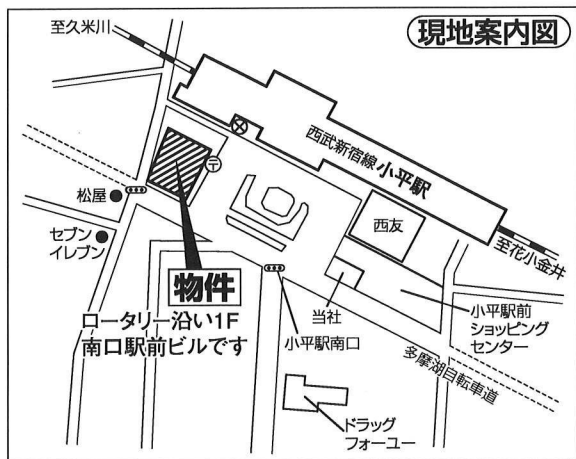 現地案内図
至久米川
西武新宿線小平駅
〒
松屋
西友
セブン
イレブン
至花小金井
物件
ロータリー沿い1F
南口駅前ビルです
当社
小平駅南口
小平駅前
ショッピング
センター
多摩湖自転車道
ドラッグ
フォーユー